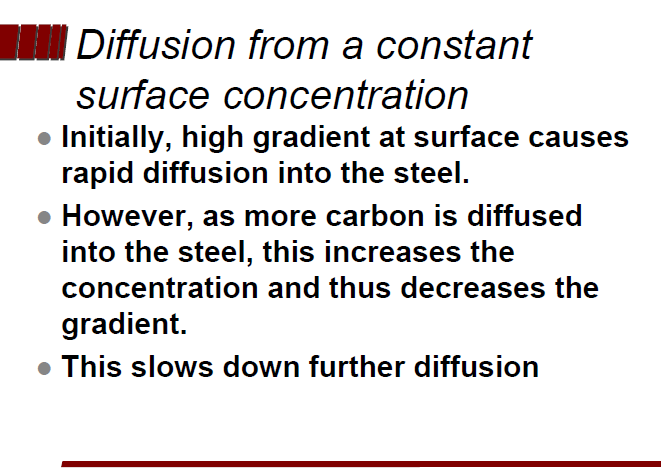 Diffusion from a constant
surface concentration
● Initially, high gradient at surface causes
rapid diffusion into the steel.
● However, as more carbon is diffused
into the steel, this increases the
concentration and thus decreases the
gradient.
● This slows down further diffusion